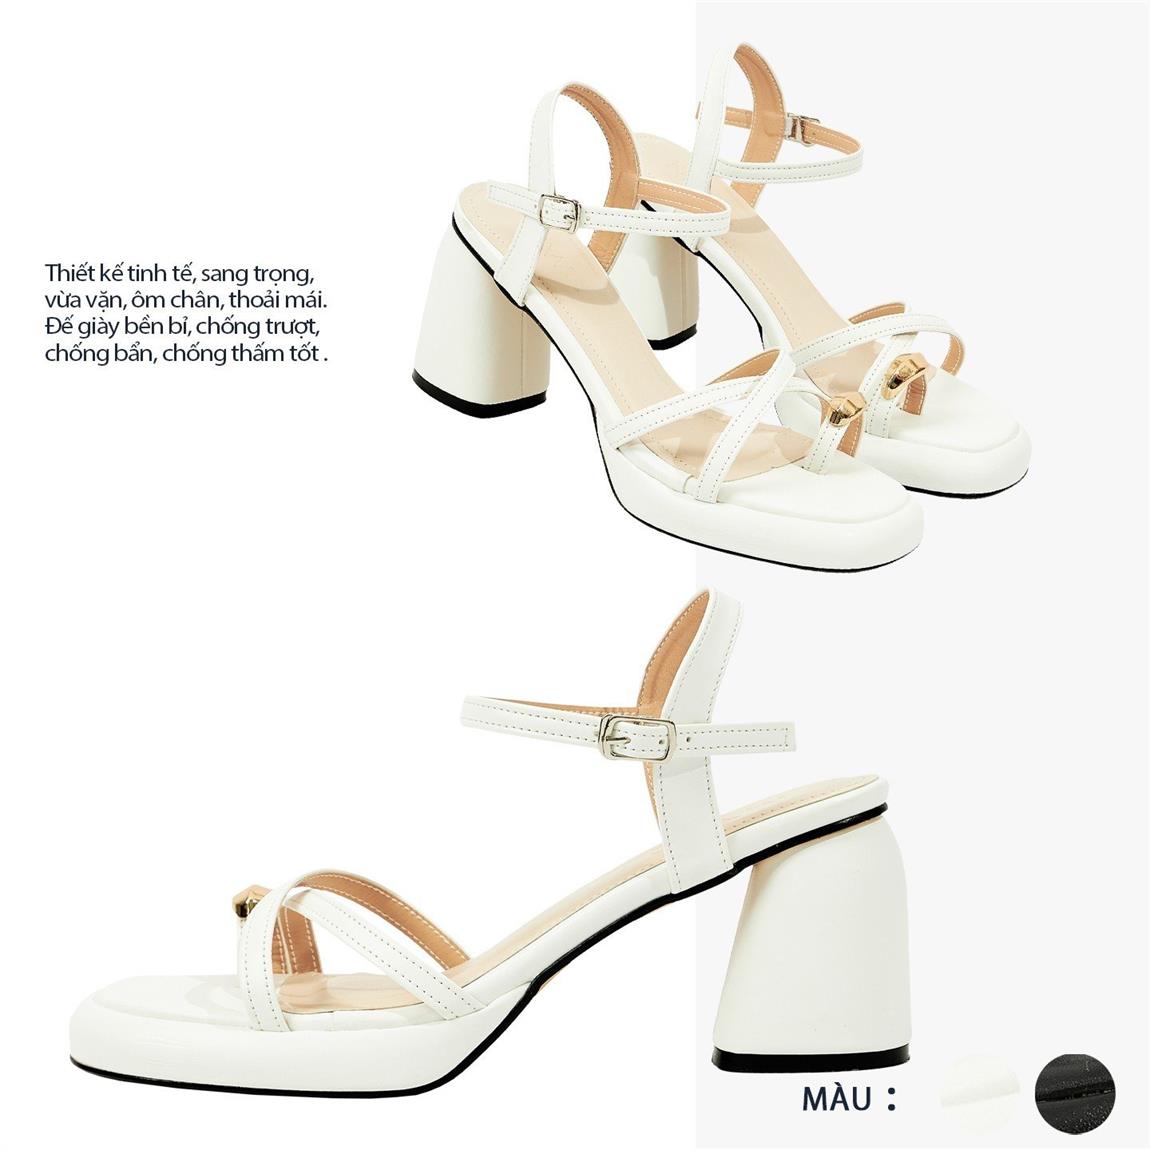 Thiết kế tinh tế, sang trọng,
vừa vặn, ôm chân, thoải mái.
Đế giày bền bỉ, chống trượt,
chống bẩn, chống thấm tốt .
MÀU :